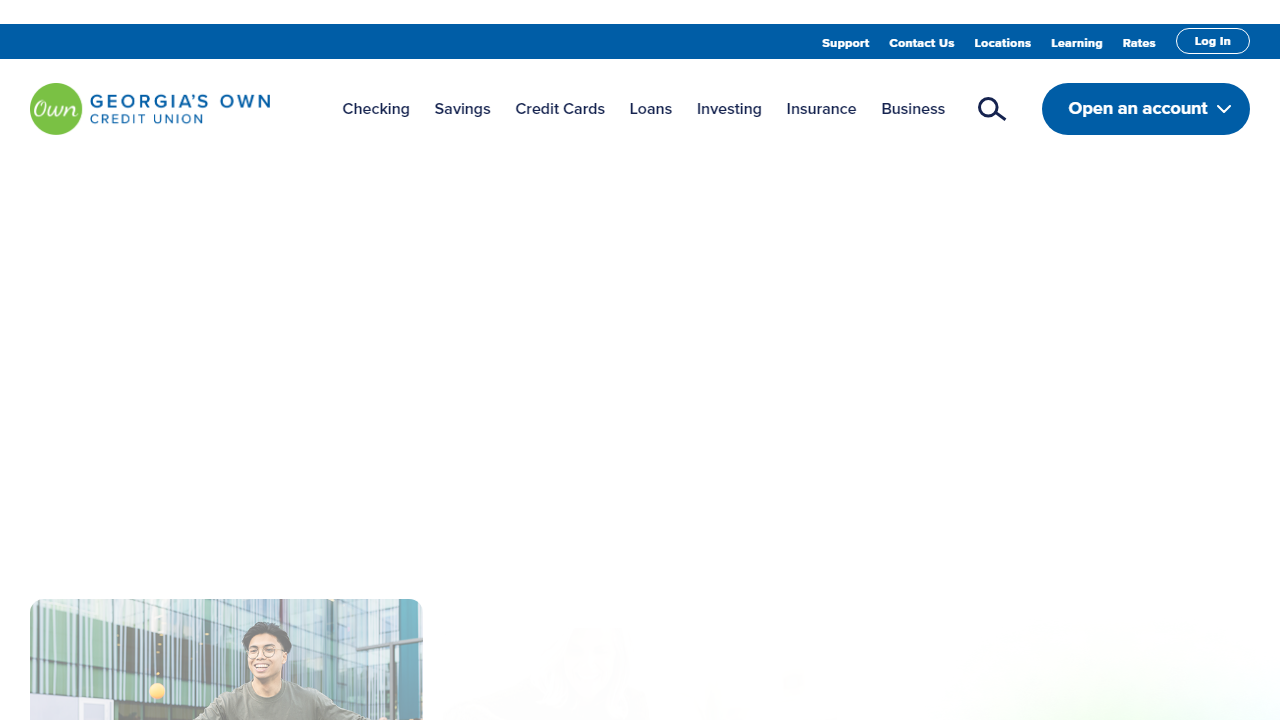 Support Contact Us Locations Learning Rates Log In
Own GEORGIA'S OWN
CREDIT UNION
Checking Savings Credit Cards Loans Investing Insurance Business
Open an account